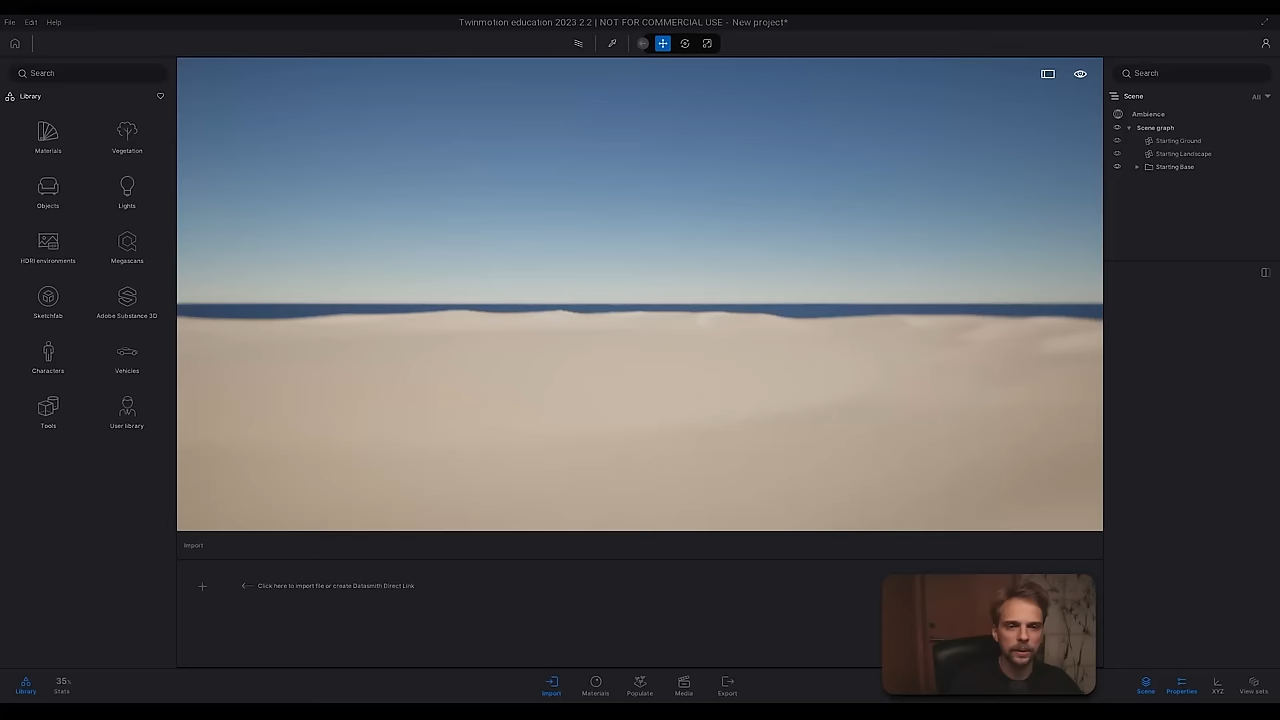 Twinmotion education 2023.2.2 | NOT FOR COMMERCIAL USE - New project*
File Edit Help
Search
Library
Materials Vegetation
Objects Lights
HDRI environments Megascans
Sketchfab Adobe Substance 3D
Characters Vehicles
Tools User library
Search
Scene All
Ambience
Scene graph
Starting Ground
Starting Landscape
Starting Base
Import
Click here to import file or create Datasmith Direct Link
Library 35% Stats
Import Materials Populate Media Export
Scene Properties XYZ View sets